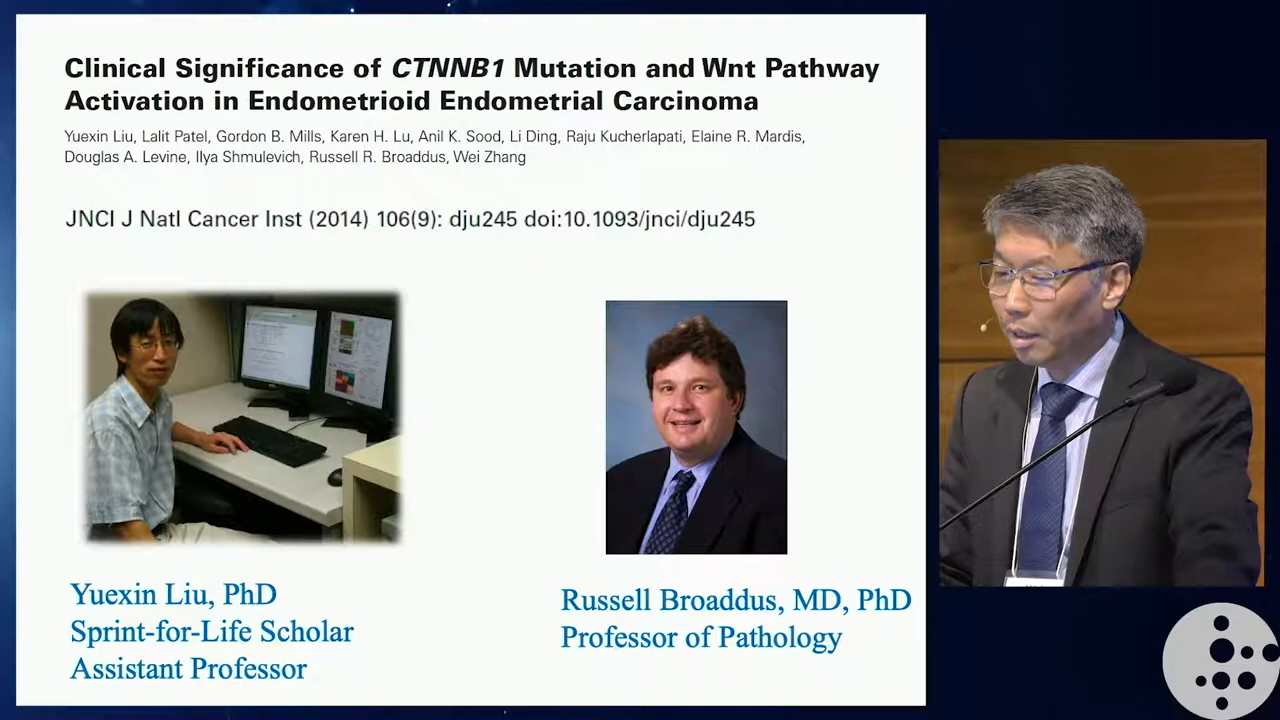 Clinical Significance of CTNNB1 Mutation and Wnt Pathway
Activation in Endometrioid Endometrial Carcinoma
Yuexin Liu, Lalit Patel, Gordon B. Mills, Karen H. Lu, Anil K. Sood, Li Ding, Raju Kucherlapati, Elaine R. Mardis,
Douglas A. Levine, Ilya Shmulevich, Russell R. Broaddus, Wei Zhang
JNCI J Natl Cancer Inst (2014) 106(9): dju245 doi:10.1093/jnci/dju245
Yuexin Liu, PhD
Sprint-for-Life Scholar
Assistant Professor
Russell Broaddus, MD, PhD
Professor of Pathology